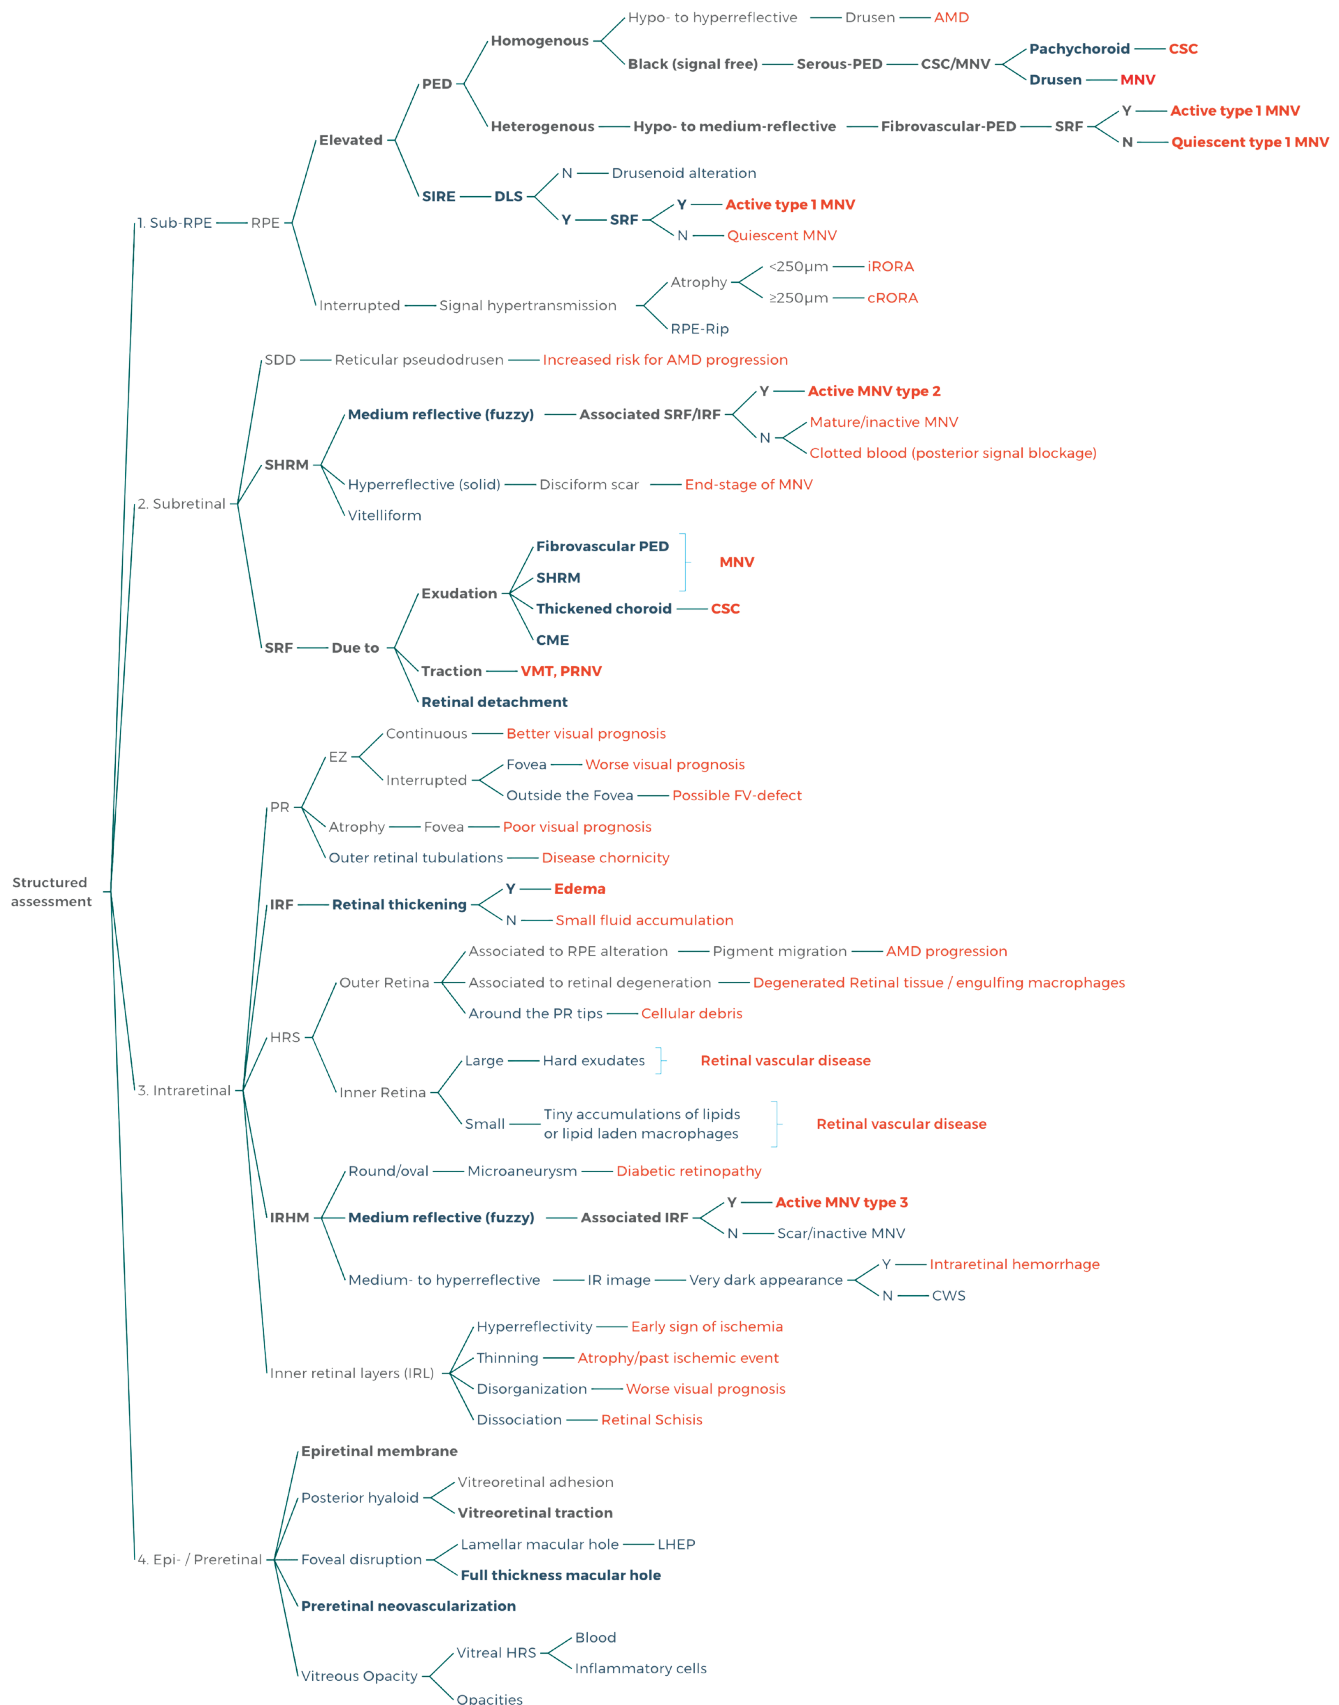 Structured
assessment
1. Sub-RPE
RPE
Elevated
PED
Homogenous
Hypo- to hyperreflective
Drusen
AMD
Black (signal free)
Serous-PED
CSC/MNV
Pachychoroid
CSC
Drusen
MNV
Heterogenous
Hypo- to medium-reflective
Fibrovascular-PED
SRF
Y
Active type 1 MNV
N
Quiescent type 1 MNV
SIRE
DLS
N
Drusenoid alteration
Y
SRF
Y
Active type 1 MNV
N
Quiescent MNV
Interrupted
Signal hypertransmission
Atrophy
<250µm
iRORA
≥250µm
cRORA
RPE-Rip
2. Subretinal
SDD
Reticular pseudodrusen
Increased risk for AMD progression
SHRM
Medium reflective (fuzzy)
Associated SRF/IRF
Y
Active MNV type 2
N
Mature/inactive MNV
Clotted blood (posterior signal blockage)
Hyperreflective (solid)
Disciform scar
End-stage of MNV
Vitelliform
SRF
Due to
Exudation
Fibrovascular PED
SHRM
MNV
Thickened choroid
CSC
CME
Traction
VMT, PRNV
Retinal detachment
3. Intraretinal
PR
EZ
Continuous
Better visual prognosis
Interrupted
Fovea
Worse visual prognosis
Outside the Fovea
Possible FV-defect
Atrophy
Fovea
Poor visual prognosis
Outer retinal tubulations
Disease chornicity
IRF
Retinal thickening
Y
Edema
N
Small fluid accumulation
HRS
Outer Retina
Associated to RPE alteration
Pigment migration
AMD progression
Associated to retinal degeneration
Degenerated Retinal tissue / engulfing macrophages
Around the PR tips
Cellular debris
Inner Retina
Large
Hard exudates
Retinal vascular disease
Small
Tiny accumulations of lipids
or lipid laden macrophages
Retinal vascular disease
IRHM
Round/oval
Microaneurysm
Diabetic retinopathy
Medium reflective (fuzzy)
Associated IRF
Y
Active MNV type 3
N
Scar/inactive MNV
Medium- to hyperreflective
IR image
Very dark appearance
Y
Intraretinal hemorrhage
N
CWS
Inner retinal layers (IRL)
Hyperreflectivity
Early sign of ischemia
Thinning
Atrophy/past ischemic event
Disorganization
Worse visual prognosis
Dissociation
Retinal Schisis
4. Epi- / Preretinal
Epiretinal membrane
Posterior hyaloid
Vitreoretinal adhesion
Vitreoretinal traction
Foveal disruption
Lamellar macular hole
LHEP
Full thickness macular hole
Preretinal neovascularization
Vitreous Opacity
Vitreal HRS
Blood
Inflammatory cells
Opacities